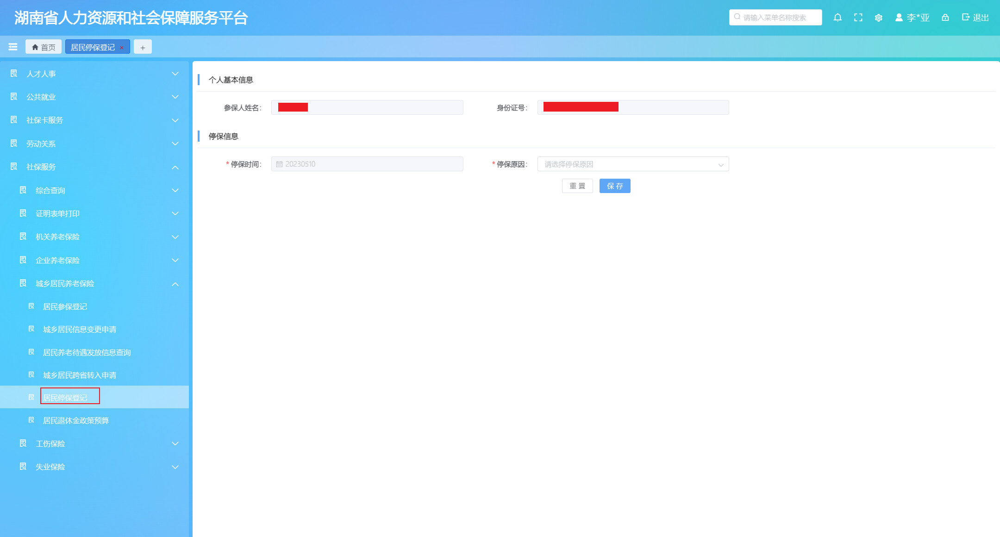 湖南省人力资源和社会保障服务平台
请输入菜单名称搜索
李*亚
退出
首页
居民停保登记 ×
+
人才人事
公共就业
社保卡服务
劳动关系
社保服务
综合查询
证明表单打印
机关养老保险
企业养老保险
城乡居民养老保险
居民参保登记
城乡居民信息变更申请
居民养老待遇发放信息查询
城乡居民跨省转入申请
居民停保登记
居民退休金政策预算
工伤保险
失业保险
个人基本信息
参保人姓名：
身份证号：
停保信息
*停保时间： 20230510
*停保原因： 请选择停保原因
重 置
保 存